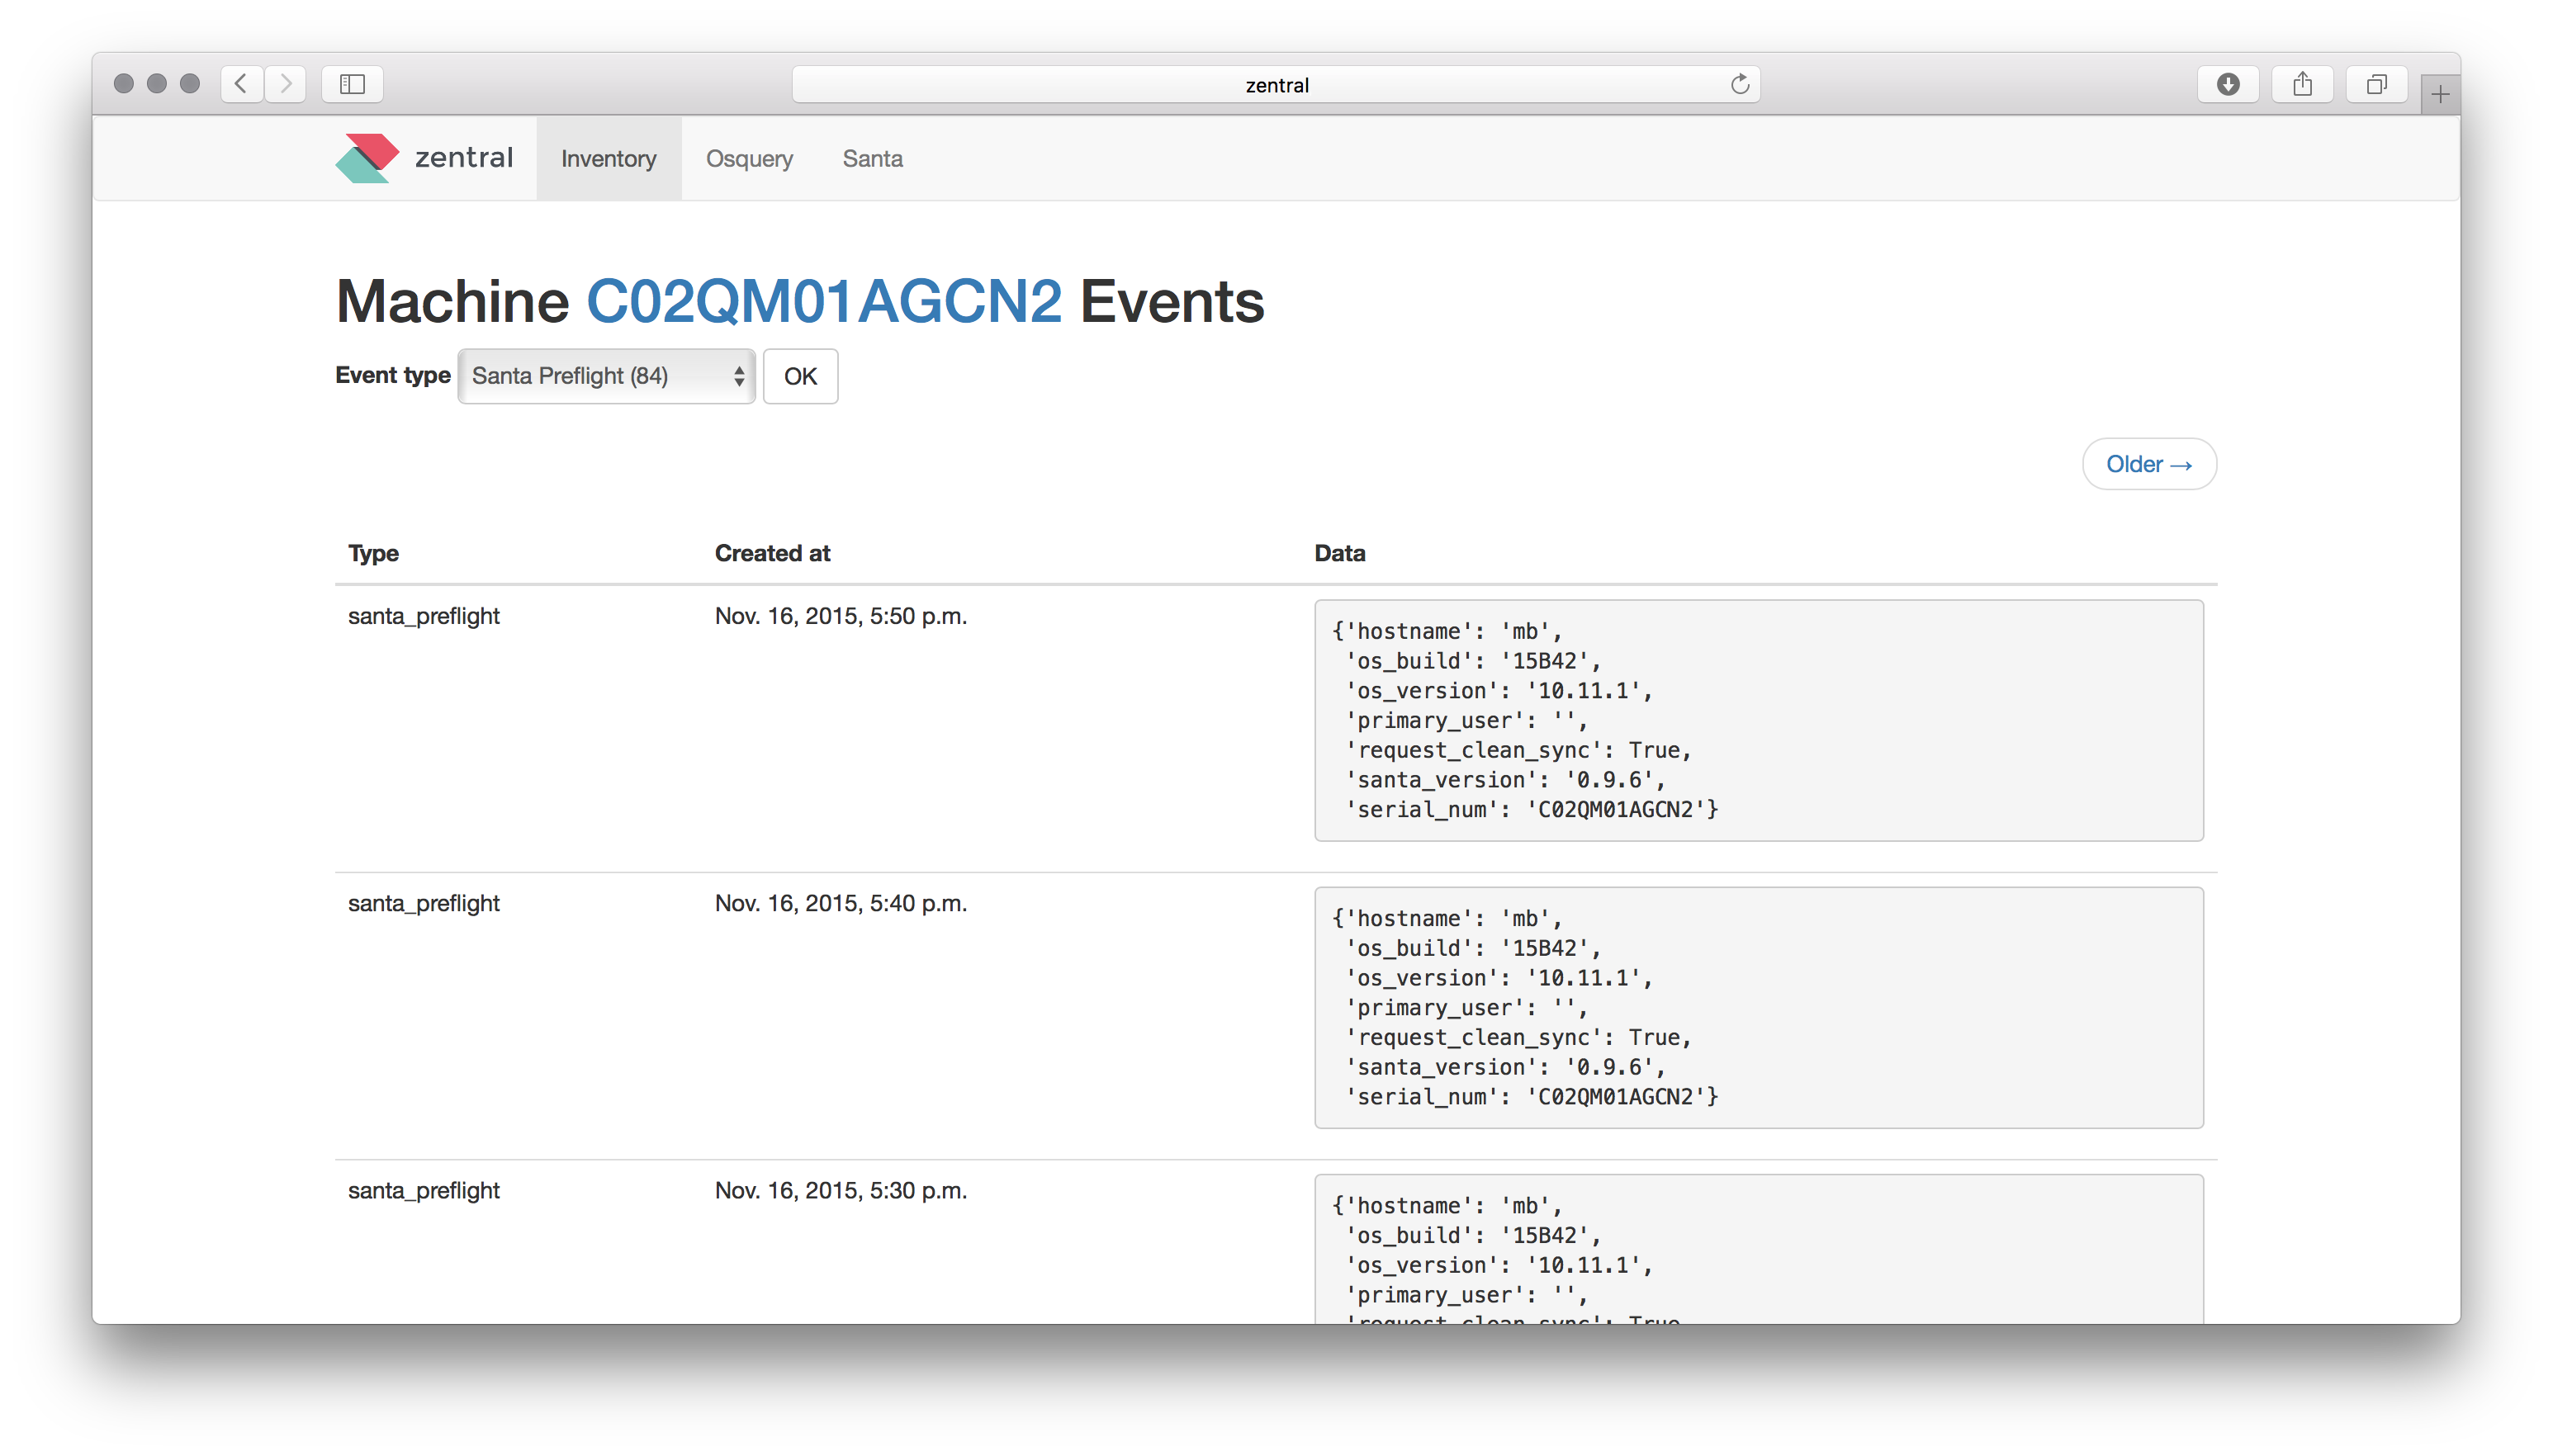 zentral
zentral
Inventory
Osquery
Santa
Machine C02QM01AGCN2 Events
Event type
Santa Preflight (84)
OK
Older →
Type Created at Data
santa_preflight Nov. 16, 2015, 5:50 p.m.
{'hostname': 'mb',
'os_build': '15B42',
'os_version': '10.11.1',
'primary_user': '',
'request_clean_sync': True,
'santa_version': '0.9.6',
'serial_num': 'C02QM01AGCN2'}
santa_preflight Nov. 16, 2015, 5:40 p.m.
{'hostname': 'mb',
'os_build': '15B42',
'os_version': '10.11.1',
'primary_user': '',
'request_clean_sync': True,
'santa_version': '0.9.6',
'serial_num': 'C02QM01AGCN2'}
santa_preflight Nov. 16, 2015, 5:30 p.m.
{'hostname': 'mb',
'os_build': '15B42',
'os_version': '10.11.1',
'primary_user': '',
'request_clean_sync': True